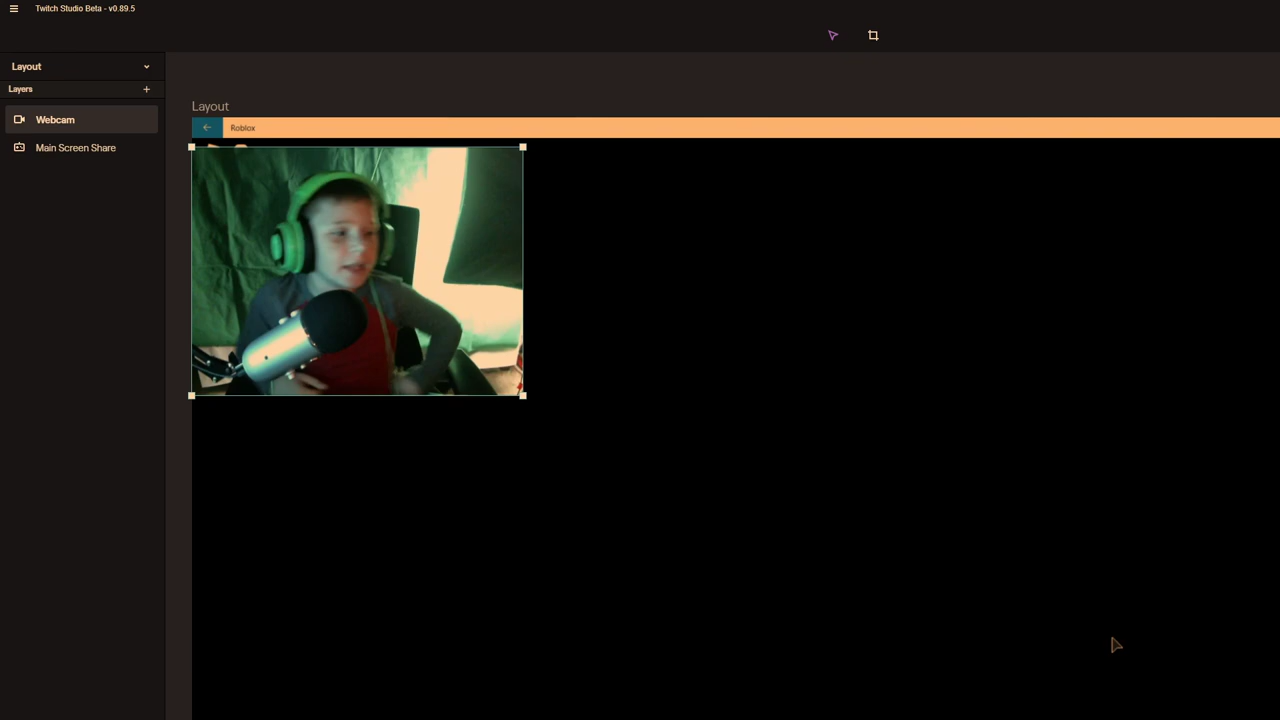 Twitch Studio Beta - v0.89.5
Layout
Layers
Webcam
Main Screen Share
Layout
Roblox